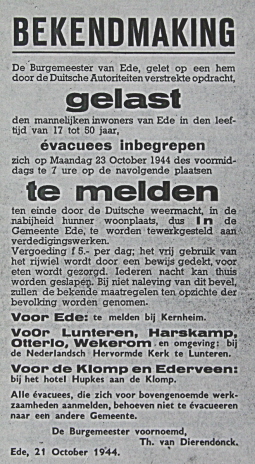 BEKENDMAKING
De Burgemeester van Ede, gelet op een hem
door de Duitsche Autoriteiten verstrekte opdracht,
gelast
den mannelijken inwoners van Ede in den leef-
tijd van 17 tot 50 jaar,
évacuees inbegrepen
zich op Maandag 23 October 1944 des voormid-
dags te 7 ure op de navolgende plaatsen
te melden
ten einde door de Duitsche weermacht, in de
nabijheid hunner woonplaats, dus in de
Gemeente Ede, te worden tewerkgesteld aan
verdedigingswerken.
Vergoeding f 5.- per dag; het vrij gebruik van
het rijwiel wordt door een bewijs gedekt, voor
eten wordt gezorgd. Iederen nacht kan thuis
worden geslapen. Bij niet naleving van dit bevel,
zullen de bekende maatregelen ten opzichte der
bevolking worden genomen.
Voor Ede: te melden bij Kernheim.
Voor Lunteren, Harskamp,
Otterlo, Wekerom en omgeving: bij
de Nederlandsch Hervormde Kerk te Lunteren.
Voor de Klomp en Ederveen:
bij het hotel Hupkes aan de Klomp.
Alle évacuees, die zich voor bovengenoemde werk-
zaamheden aanmelden, behoeven niet te évacueeren
naar een andere Gemeente.
De Burgemeester voornoemd,
Th. van Dierendonck.
Ede, 21 October 1944.